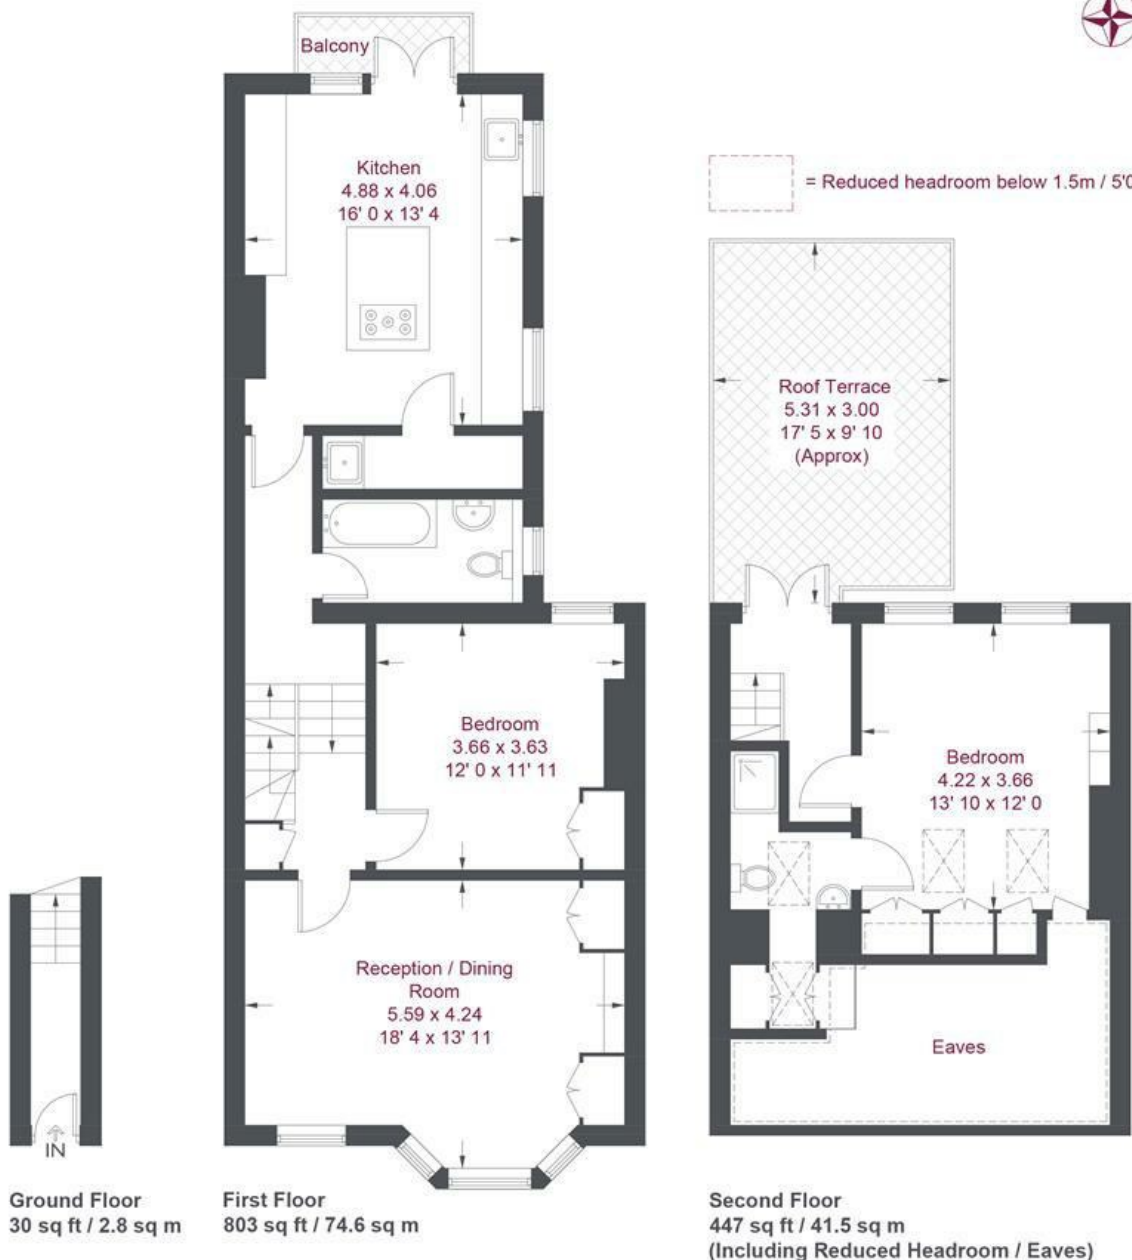 Balcony
Kitchen
4.88 x 4.06
16' 0 x 13' 4
= Reduced headroom below 1.5m / 5'0
Roof Terrace
5.31 x 3.00
17' 5 x 9' 10
(Approx)
Bedroom
3.66 x 3.63
12' 0 x 11' 11
Bedroom
4.22 x 3.66
13' 10 x 12' 0
Reception / Dining
Room
5.59 x 4.24
18' 4 x 13' 11
Eaves
IN
Ground Floor
30 sq ft / 2.8 sq m
First Floor
803 sq ft / 74.6 sq m
Second Floor
447 sq ft / 41.5 sq m
(Including Reduced Headroom / Eaves)